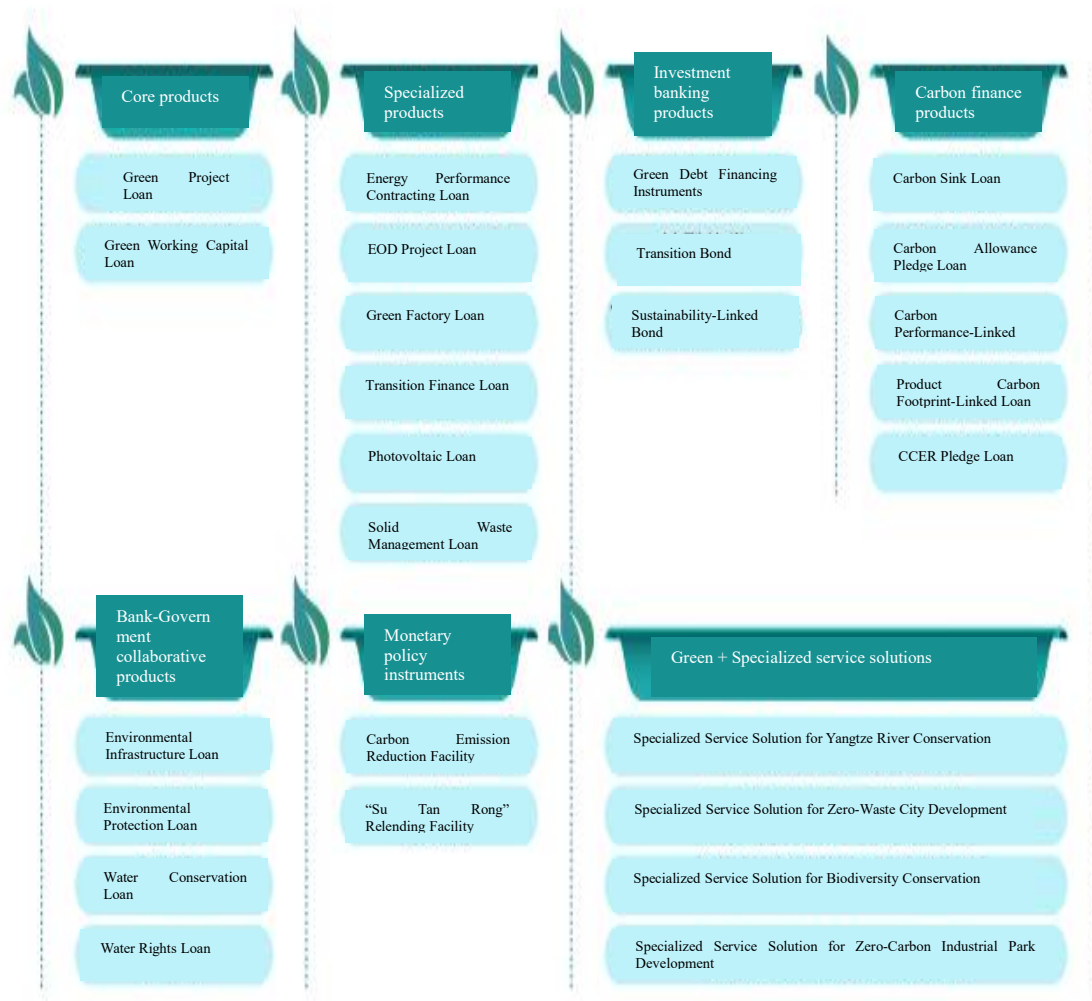 Core products
Green Project
Loan
Green Working Capital
Loan
Specialized
products
Energy Performance
Contracting Loan
EOD Project Loan
Green Factory Loan
Transition Finance Loan
Photovoltaic Loan
Solid Waste
Management Loan
Investment
banking
products
Green Debt Financing
Instruments
Transition Bond
Sustainability-Linked
Bond
Carbon finance
products
Carbon Sink Loan
Carbon Allowance
Pledge Loan
Carbon
Performance-Linked
Product Carbon
Footprint-Linked Loan
CCER Pledge Loan
Bank-Govern
ment
collaborative
products
Environmental
Infrastructure Loan
Environmental
Protection Loan
Water Conservation
Loan
Water Rights Loan
Monetary
policy
instruments
Carbon Emission
Reduction Facility
“Su Tan Rong”
Relending Facility
Green + Specialized service solutions
Specialized Service Solution for Yangtze River Conservation
Specialized Service Solution for Zero-Waste City Development
Specialized Service Solution for Biodiversity Conservation
Specialized Service Solution for Zero-Carbon Industrial Park
Development